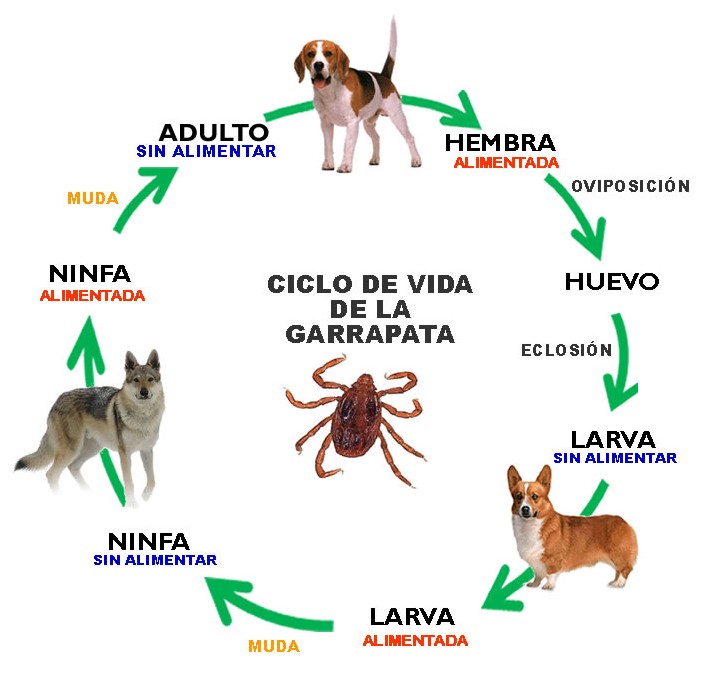 CICLO DE VIDA
DE LA
GARRAPATA
ADULTO
SIN ALIMENTAR
HEMBRA
ALIMENTADA
OVIPOSICIÓN
HUEVO
ECLOSIÓN
LARVA
SIN ALIMENTAR
LARVA
ALIMENTADA
MUDA
NINFA
SIN ALIMENTAR
NINFA
ALIMENTADA
MUDA